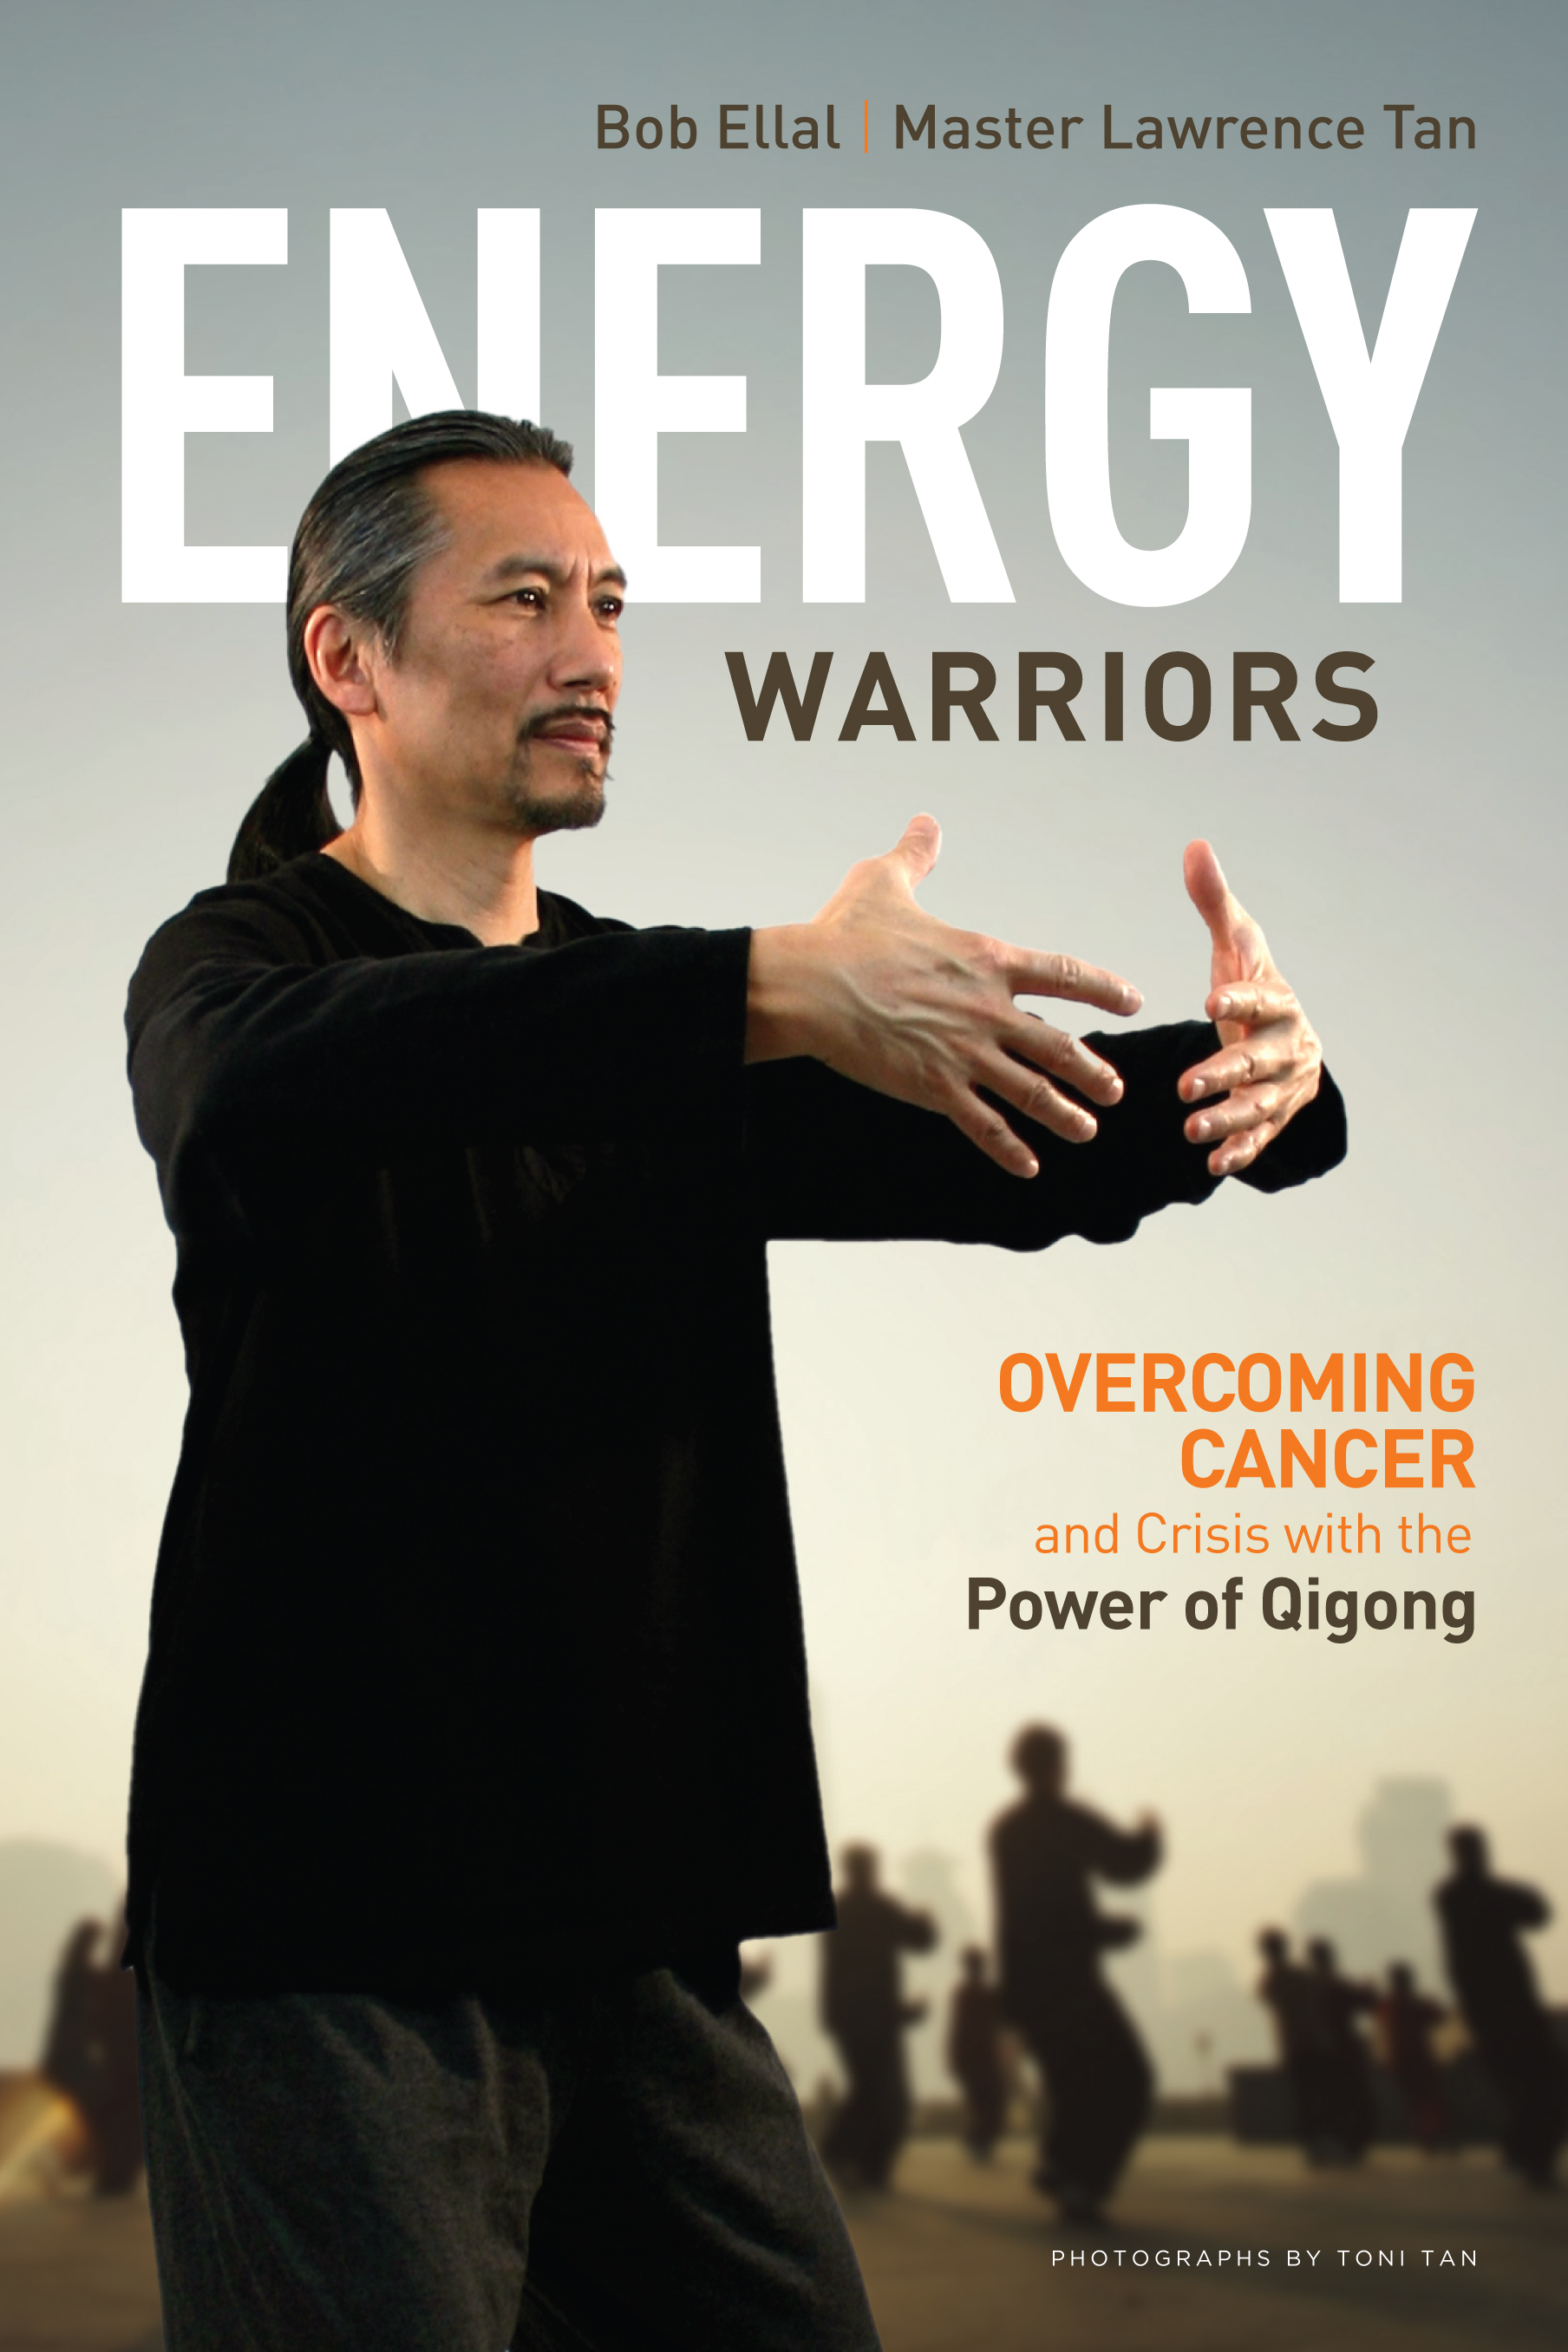 Bob Ellal | Master Lawrence Tan
ENERGY
WARRIORS
OVERCOMING
CANCER
and Crisis with the
Power of Qigong
PHOTOGRAPHS BY TONI TAN